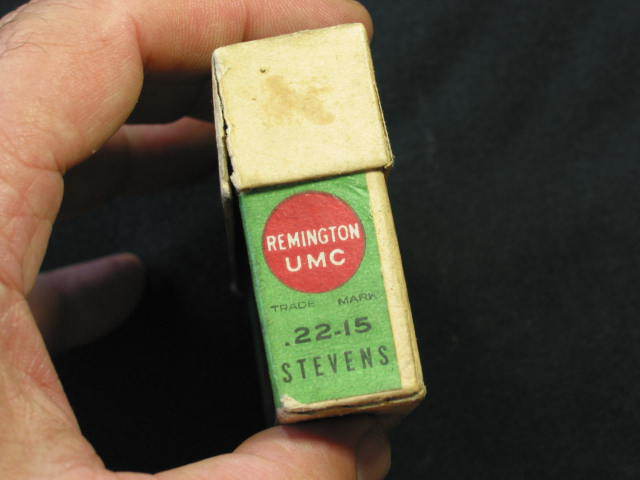 REMINGTON
UMC
TRADE MARK
.22-15
STEVENS